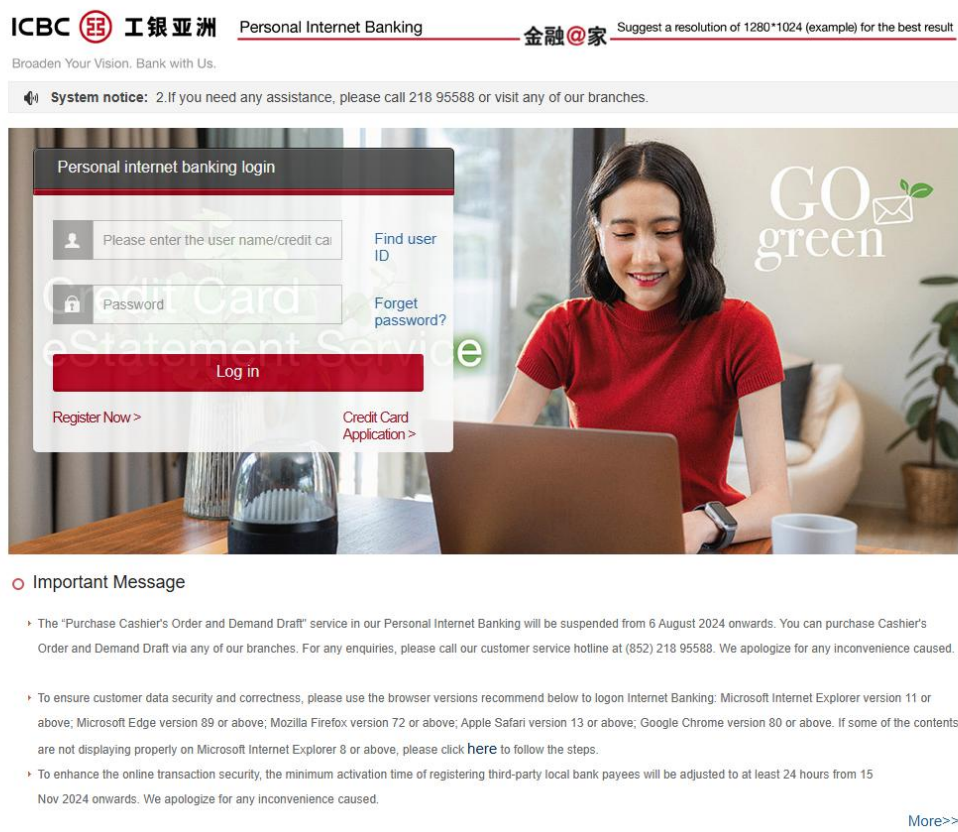 ICBC 工银亚洲
Personal Internet Banking
金融@家
Suggest a resolution of 1280*1024 (example) for the best result
Broaden Your Vision. Bank with Us.
System notice: 2.If you need any assistance, please call 218 95588 or visit any of our branches.
Personal internet banking login
GO
green
Please enter the user name/credit car
Find user
ID
Credit Card
Password
Forget
password?
eStatement Service
Log in
Register Now >
Credit Card
Application >
Important Message
The “Purchase Cashier's Order and Demand Draft” service in our Personal Internet Banking will be suspended from 6 August 2024 onwards. You can purchase Cashier's
Order and Demand Draft via any of our branches. For any enquiries, please call our customer service hotline at (852) 218 95588. We apologize for any inconvenience caused.
To ensure customer data security and correctness, please use the browser versions recommend below to logon Internet Banking: Microsoft Internet Explorer version 11 or
above; Microsoft Edge version 89 or above; Mozilla Firefox version 72 or above; Apple Safari version 13 or above; Google Chrome version 80 or above. If some of the contents
are not displaying properly on Microsoft Internet Explorer 8 or above, please click here to follow the steps.
To enhance the online transaction security, the minimum activation time of registering third-party local bank payees will be adjusted to at least 24 hours from 15
Nov 2024 onwards. We apologize for any inconvenience caused.
More>>